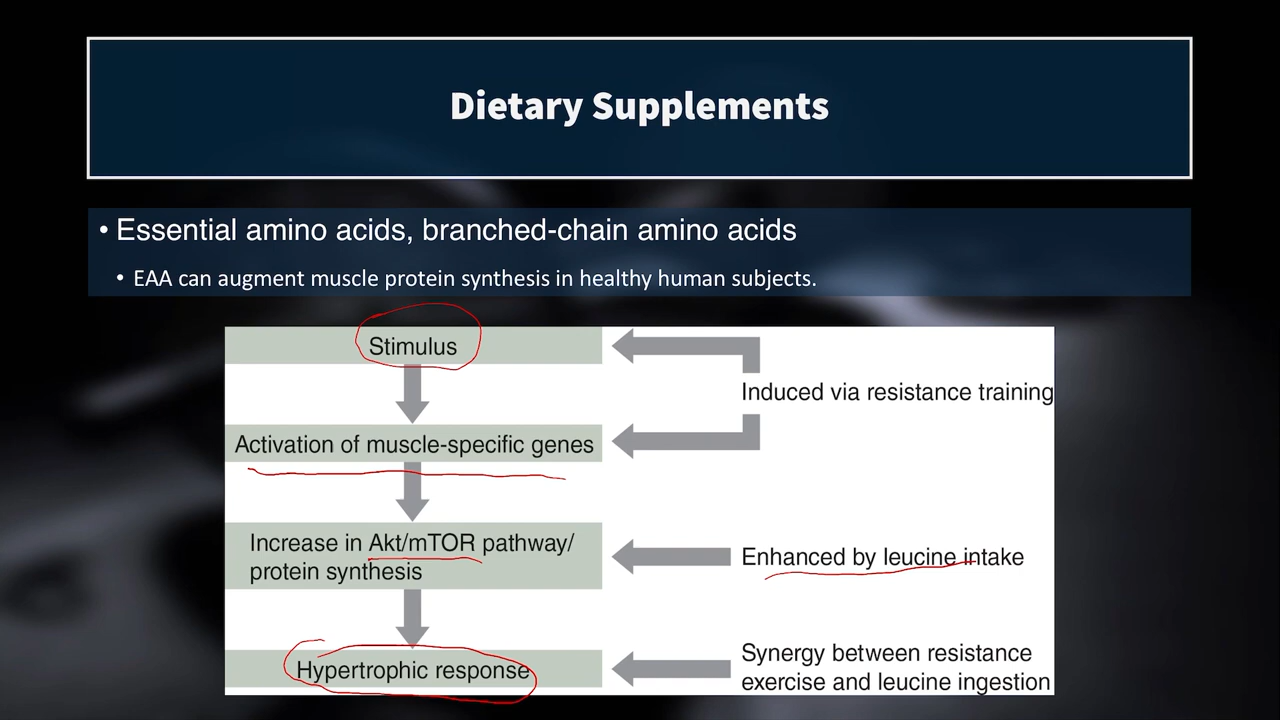 Dietary Supplements
• Essential amino acids, branched-chain amino acids
• EAA can augment muscle protein synthesis in healthy human subjects.
Stimulus
Induced via resistance training
Activation of muscle-specific genes
Increase in Akt/mTOR pathway/
protein synthesis
Enhanced by leucine intake
Hypertrophic response
Synergy between resistance
exercise and leucine ingestion